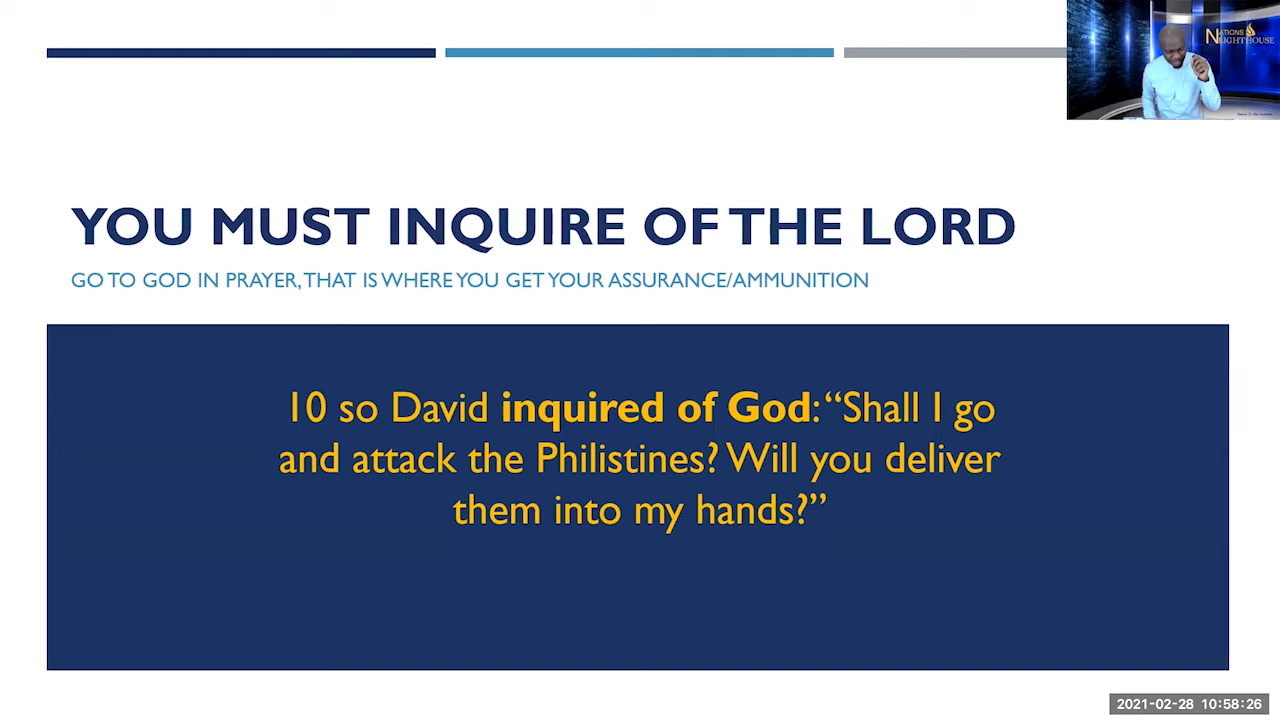 NATIONS
LIGHTHOUSE
YOU MUST INQUIRE OF THE LORD
GO TO GOD IN PRAYER, THAT IS WHERE YOU GET YOUR ASSURANCE/AMMUNITION
10 so David inquired of God: “Shall I go
and attack the Philistines? Will you deliver
them into my hands?”
2021-02-28 10:58:26